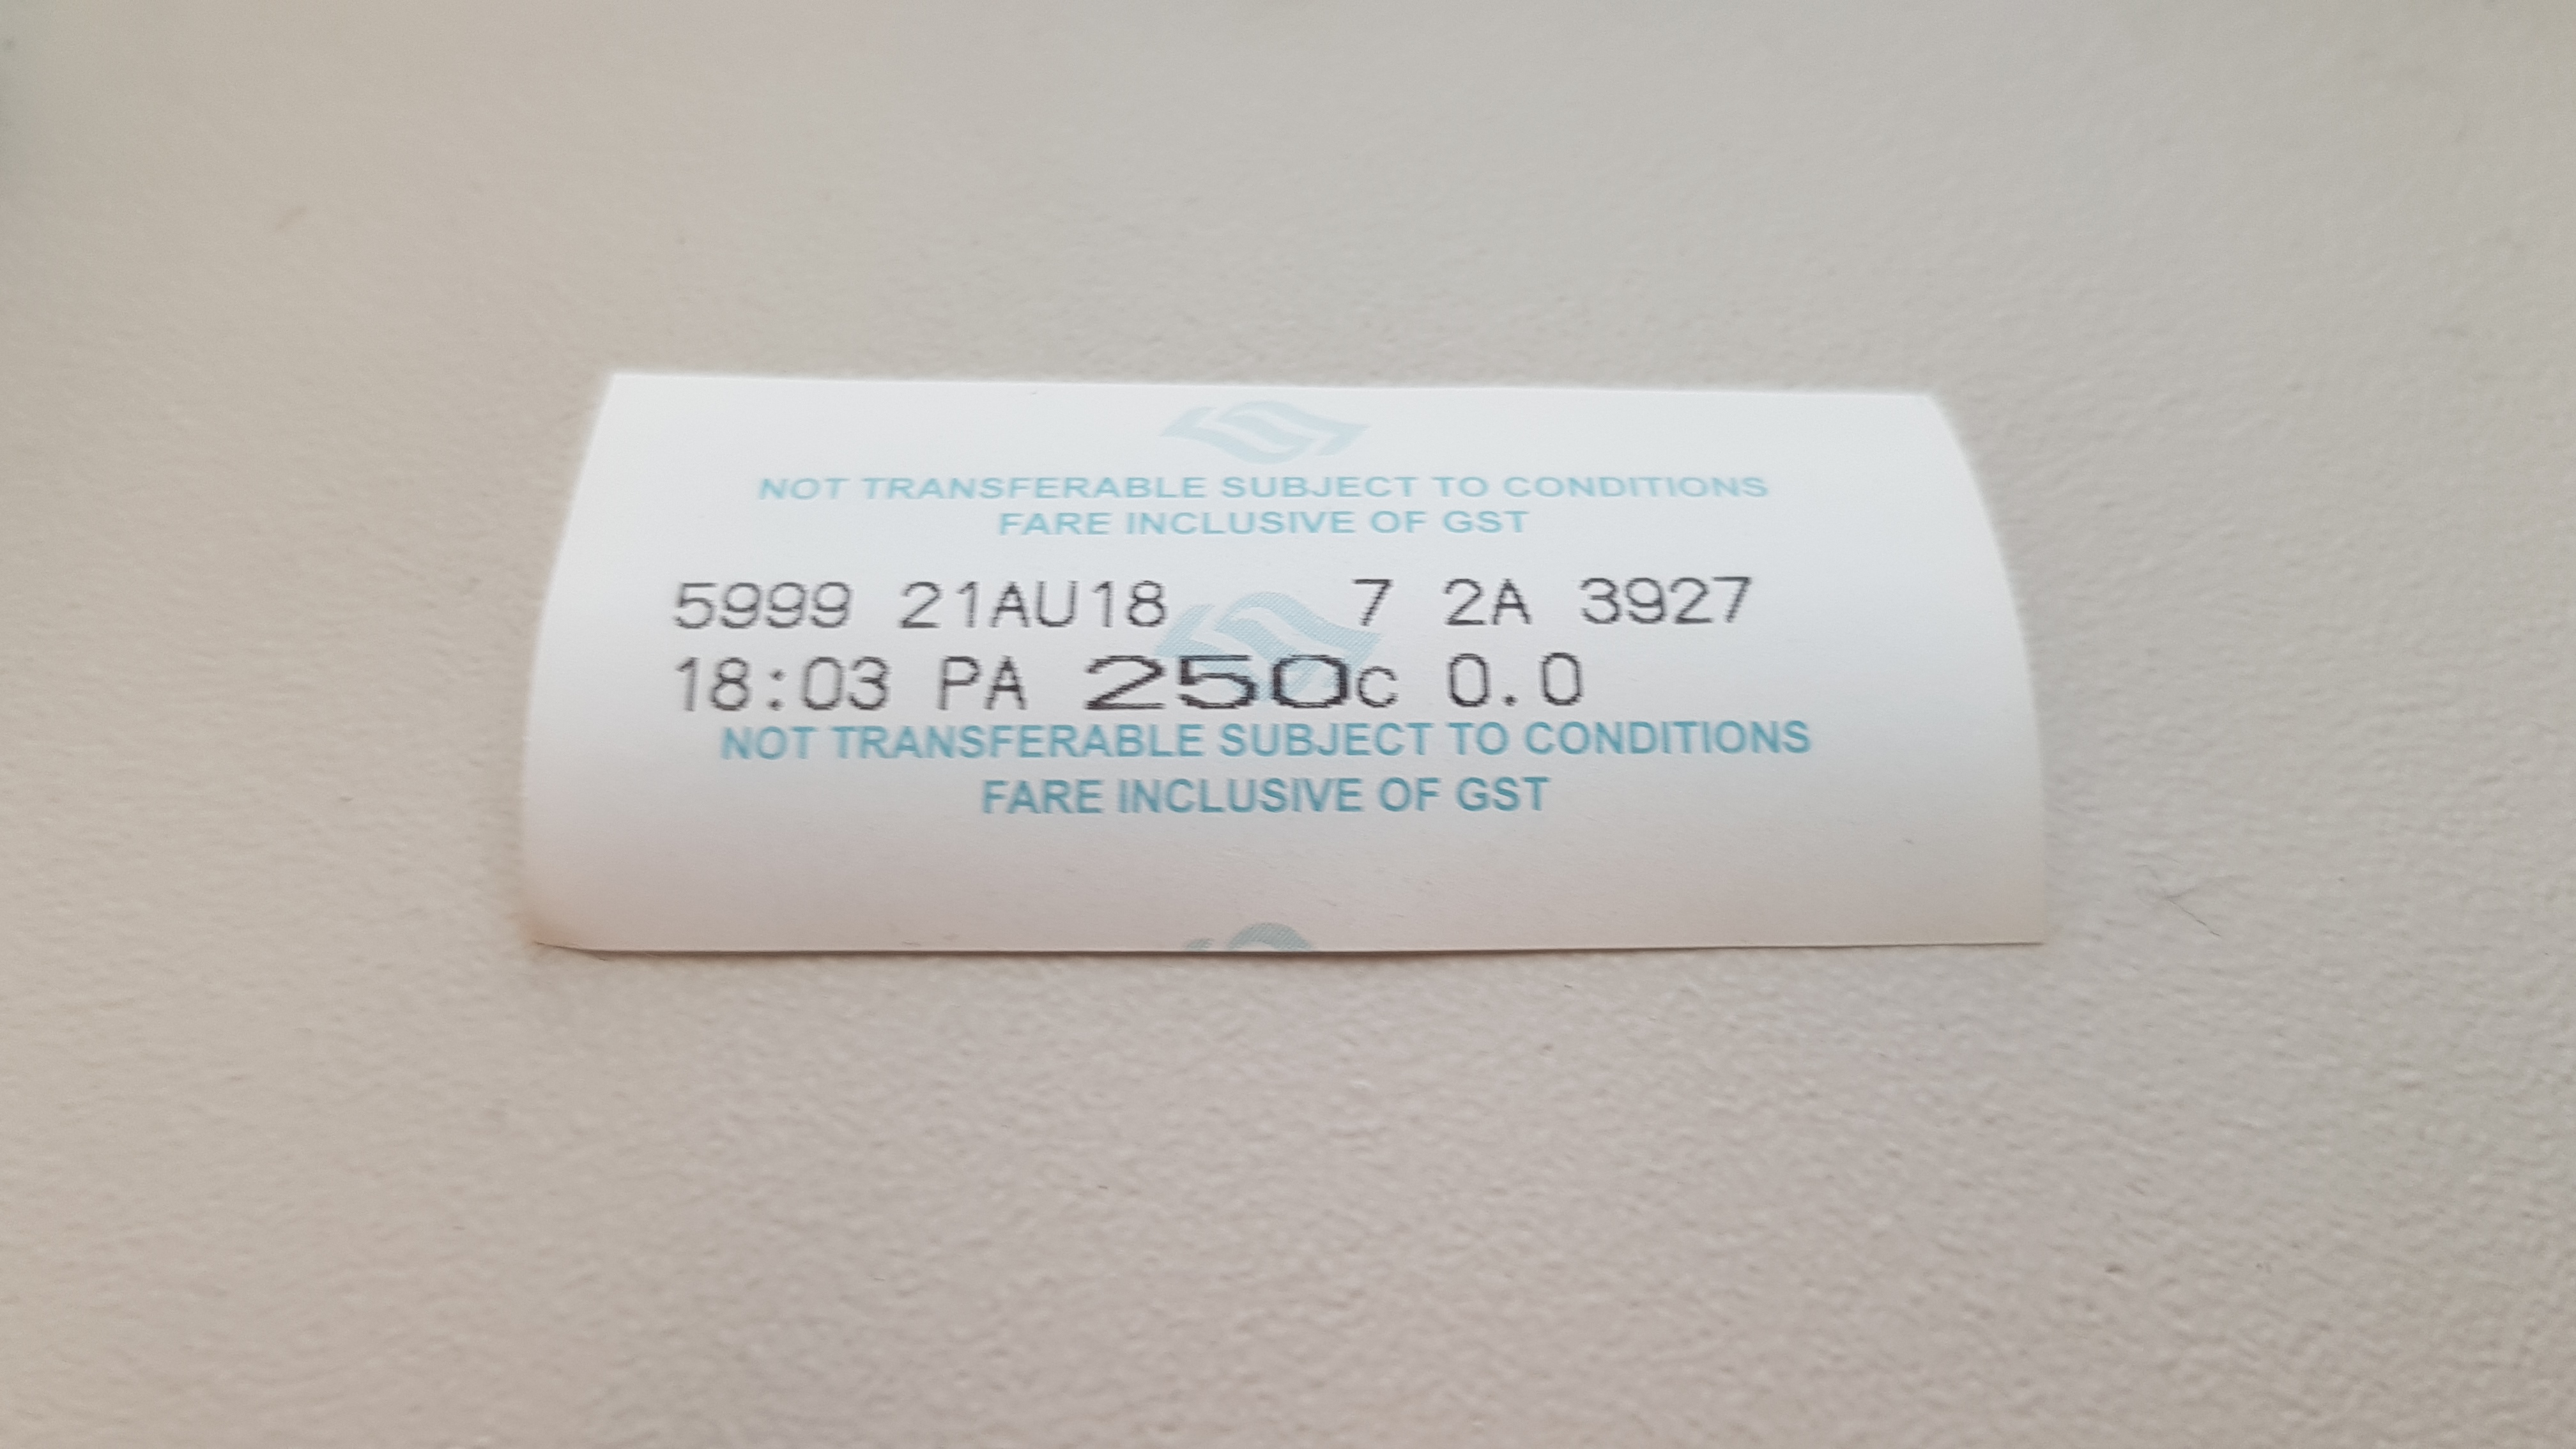 NOT TRANSFERABLE SUBJECT TO CONDITIONS
FARE INCLUSIVE OF GST
5999 21AU18 7 2A 3927
18:03 PA 250c 0.0
NOT TRANSFERABLE SUBJECT TO CONDITIONS
FARE INCLUSIVE OF GST